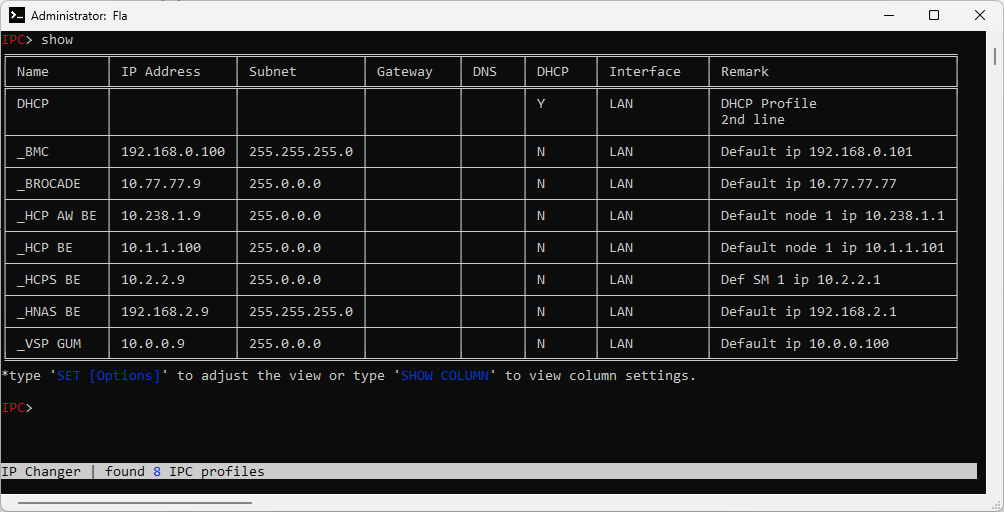 Administrator: Fla
IPC> show
Name IP Address Subnet Gateway DNS DHCP Interface Remark
DHCP Y LAN DHCP Profile
2nd line
_BMC 192.168.0.100 255.255.255.0 N LAN Default ip 192.168.0.101
_BROCADE 10.77.77.9 255.0.0.0 N LAN Default ip 10.77.77.77
_HCP AW BE 10.238.1.9 255.0.0.0 N LAN Default node 1 ip 10.238.1.1
_HCP BE 10.1.1.100 255.0.0.0 N LAN Default node 1 ip 10.1.1.101
_HCPS BE 10.2.2.9 255.0.0.0 N LAN Def SM 1 ip 10.2.2.1
_HNAS BE 192.168.2.9 255.255.255.0 N LAN Default ip 192.168.2.1
_VSP GUM 10.0.0.9 255.0.0.0 N LAN Default ip 10.0.0.100
*type 'SET [Options]' to adjust the view or type 'SHOW COLUMN' to view column settings.
IPC>
IP Changer | found 8 IPC profiles